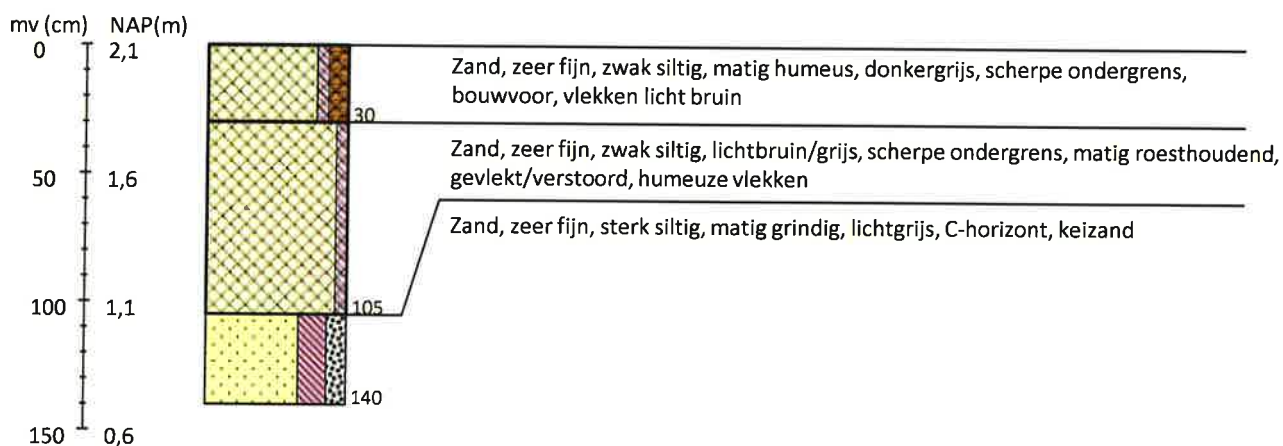 mv (cm) NAP(m)
0 2,1
Zand, zeer fijn, zwak siltig, matig humeus, donkergrijs, scherpe ondergrens,
bouwvoor, vlekken licht bruin
30
Zand, zeer fijn, zwak siltig, lichtbruin/grijs, scherpe ondergrens, matig roesthoudend,
gevlekt/verstoord, humeuze vlekken
50 1,6
Zand, zeer fijn, sterk siltig, matig grindig, lichtgrijs, C-horizont, keizand
100 1,1
105
140
150 0,6